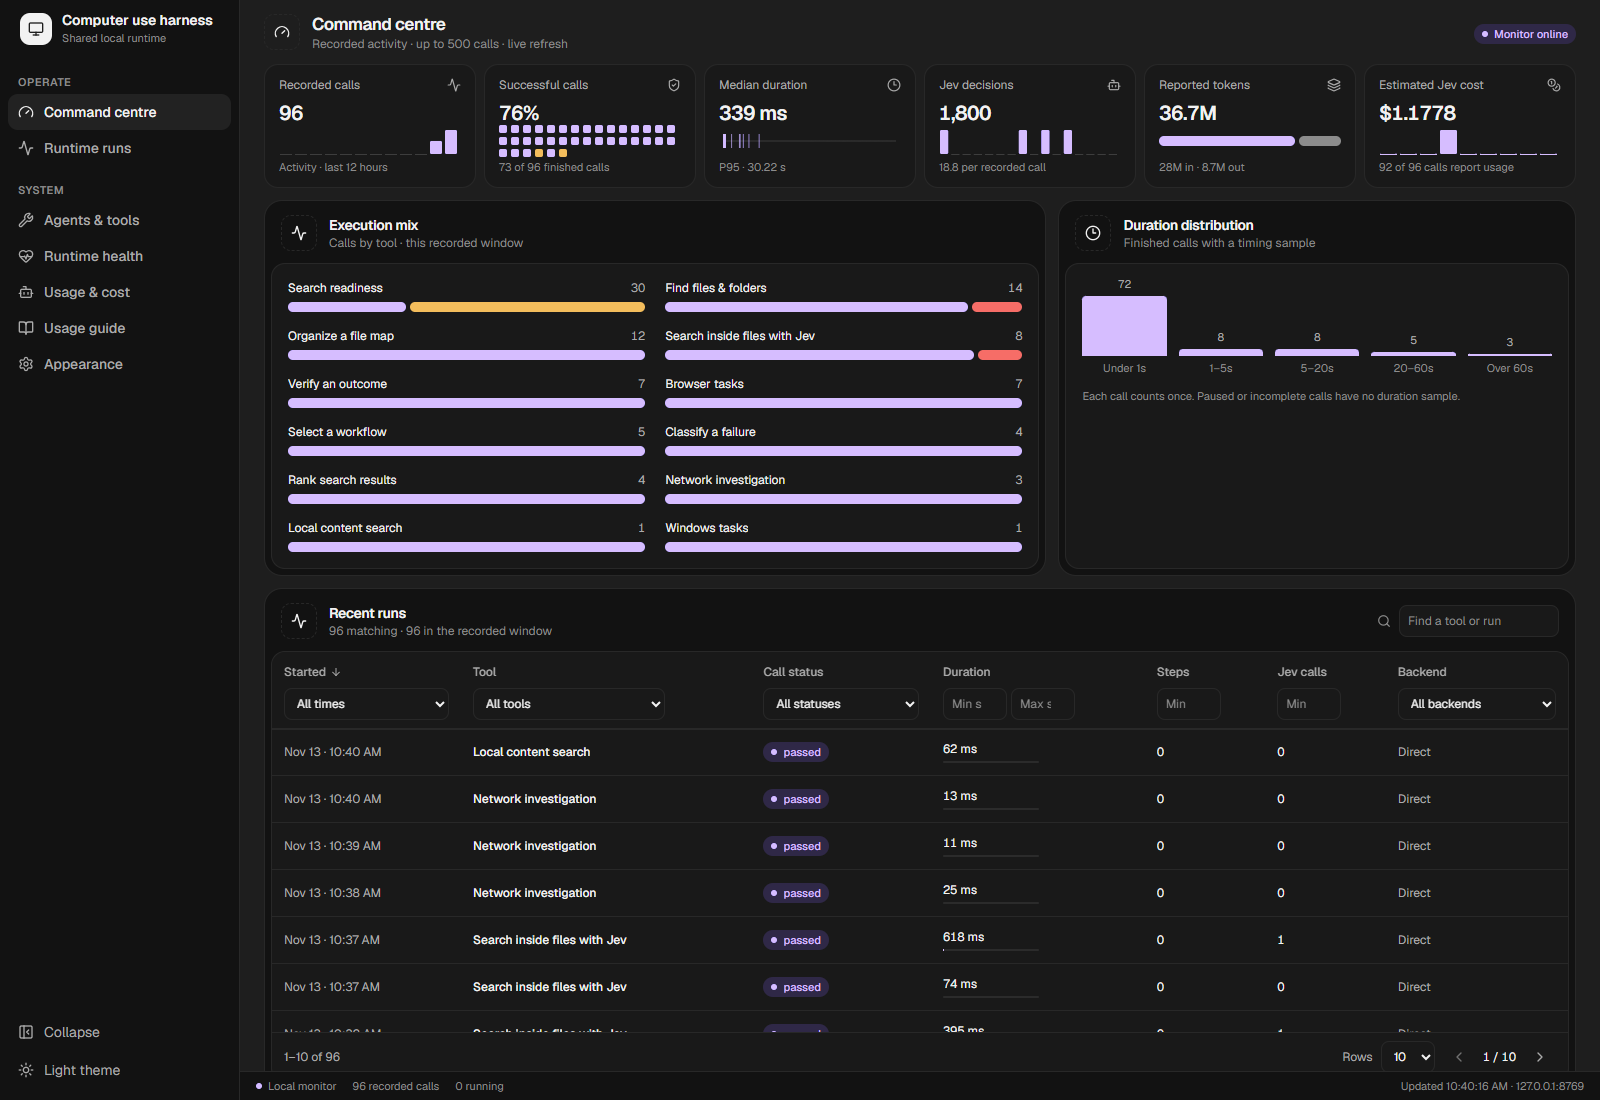 Computer use harness
Shared local runtime
OPERATE
Command centre
Runtime runs
SYSTEM
Agents & tools
Runtime health
Usage & cost
Usage guide
Appearance
Collapse
Light theme
Command centre
Recorded activity · up to 500 calls · live refresh
Monitor online
Recorded calls
96
Activity · last 12 hours
Successful calls
76%
73 of 96 finished calls
Median duration
339 ms
P95 · 30.22 s
Jev decisions
1,800
18.8 per recorded call
Reported tokens
36.7M
28M in · 8.7M out
Estimated Jev cost
$1.1778
92 of 96 calls report usage
Execution mix
Calls by tool · this recorded window
Search readiness 30
Find files & folders 14
Organize a file map 12
Search inside files with Jev 8
Verify an outcome 7
Browser tasks 7
Select a workflow 5
Classify a failure 4
Rank search results 4
Network investigation 3
Local content search 1
Windows tasks 1
Duration distribution
Finished calls with a timing sample
72 8 8 5 3
Under 1s 1–5s 5–20s 20–60s Over 60s
Each call counts once. Paused or incomplete calls have no duration sample.
Recent runs
96 matching · 96 in the recorded window
Find a tool or run
Started ↓ Tool Call status Duration Steps Jev calls Backend
All times All tools All statuses Min s Max s Min Min All backends
Nov 13 · 10:40 AM Local content search passed 62 ms 0 0 Direct
Nov 13 · 10:40 AM Network investigation passed 13 ms 0 0 Direct
Nov 13 · 10:39 AM Network investigation passed 11 ms 0 0 Direct
Nov 13 · 10:38 AM Network investigation passed 25 ms 0 0 Direct
Nov 13 · 10:37 AM Search inside files with Jev passed 618 ms 0 1 Direct
Nov 13 · 10:37 AM Search inside files with Jev passed 74 ms 0 0 Direct
Search inside files with Jev passed 395 ms 0 1 Direct
1–10 of 96
Rows 10 1 / 10
Local monitor 96 recorded calls 0 running
Updated 10:40:16 AM · 127.0.0.1:8769